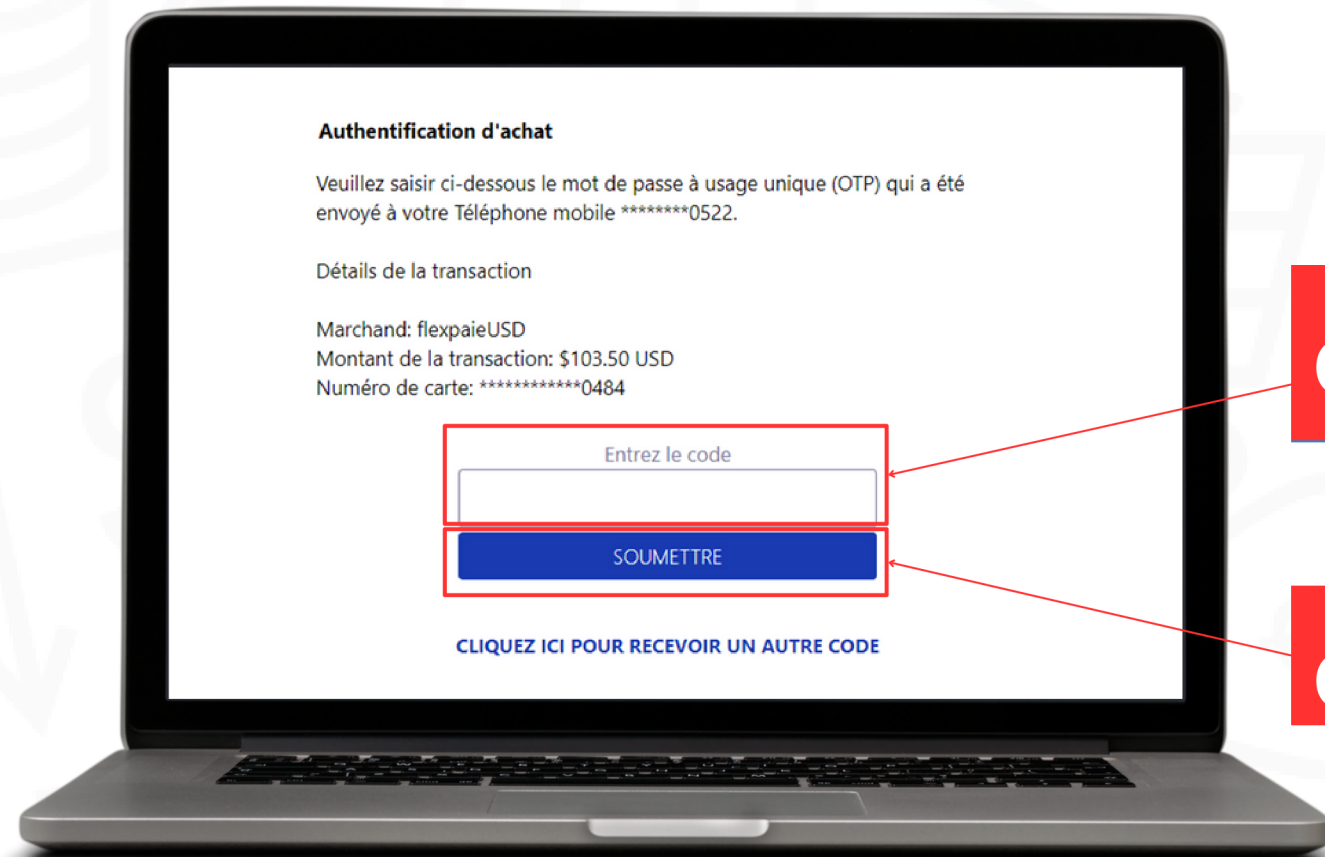 Authentification d'achat
Veuillez saisir ci-dessous le mot de passe à usage unique (OTP) qui a été
envoyé à votre Téléphone mobile ********0522.
Détails de la transaction
Marchand: flexpaieUSD
Montant de la transaction: $103.50 USD
Numéro de carte: ************0484
Entrez le code
SOUMETTRE
CLIQUEZ ICI POUR RECEVOIR UN AUTRE CODE